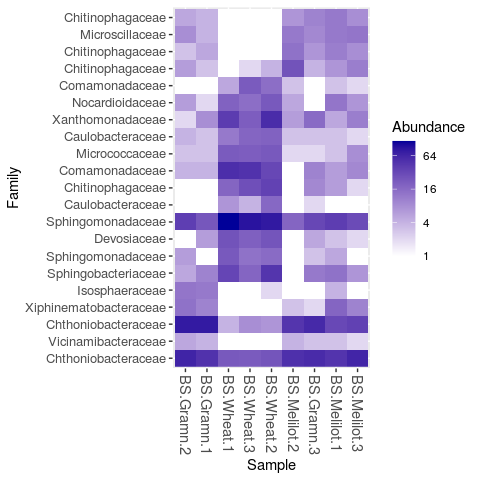 Chitinophagaceae
Microscillaceae
Chitinophagaceae
Chitinophagaceae
Comamonadaceae
Nocardioidaceae
Xanthomonadaceae
Caulobacteraceae
Micrococcaceae
Comamonadaceae
Chitinophagaceae
Caulobacteraceae
Sphingomonadaceae
Devosiaceae
Sphingomonadaceae
Sphingobacteriaceae
Isosphaeraceae
Xiphinematobacteraceae
Chthoniobacteraceae
Vicinamibacteraceae
Chthoniobacteraceae
Family
BS.Gramn.2
BS.Gramn.1
BS.Wheat.1
BS.Wheat.3
BS.Wheat.2
BS.Melilot.2
BS.Gramn.3
BS.Melilot.1
BS.Melilot.3
Sample
Abundance
64
16
4
1